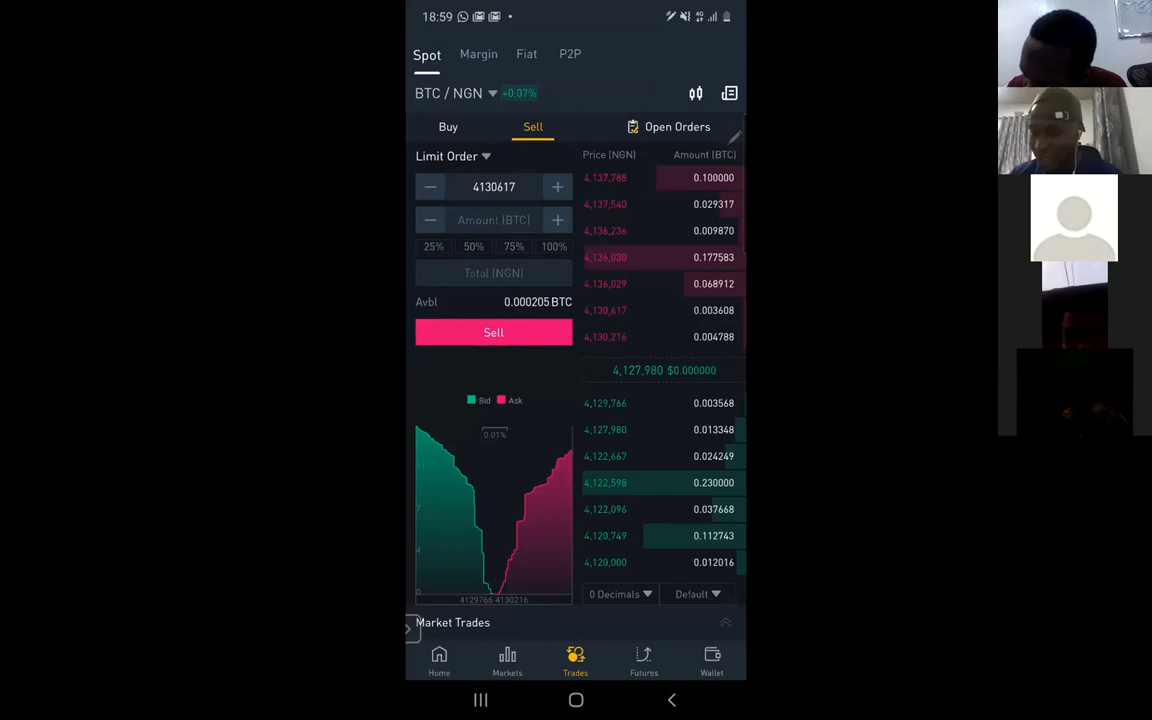 18:59
Spot Margin Fiat P2P
BTC / NGN +0.07%
Buy Sell Open Orders
Limit Order
Price (NGN) Amount (BTC)
4130617
Amount (BTC)
25% 50% 75% 100%
Total (NGN)
Avbl 0.000205 BTC
Sell
4,137,788 0.100000
4,137,540 0.029317
4,136,236 0.009870
4,136,030 0.177583
4,136,029 0.068912
4,130,617 0.003608
4,130,216 0.004788
4,127,980 $0.000000
4,129,766 0.003568
4,127,980 0.013348
4,122,667 0.024249
4,122,598 0.230000
4,122,096 0.037668
4,120,749 0.112743
4,120,000 0.012016
Bid Ask
0.01%
7
4
0
4129766 4130216
0 Decimals Default
Market Trades
Home Markets Trades Futures Wallet